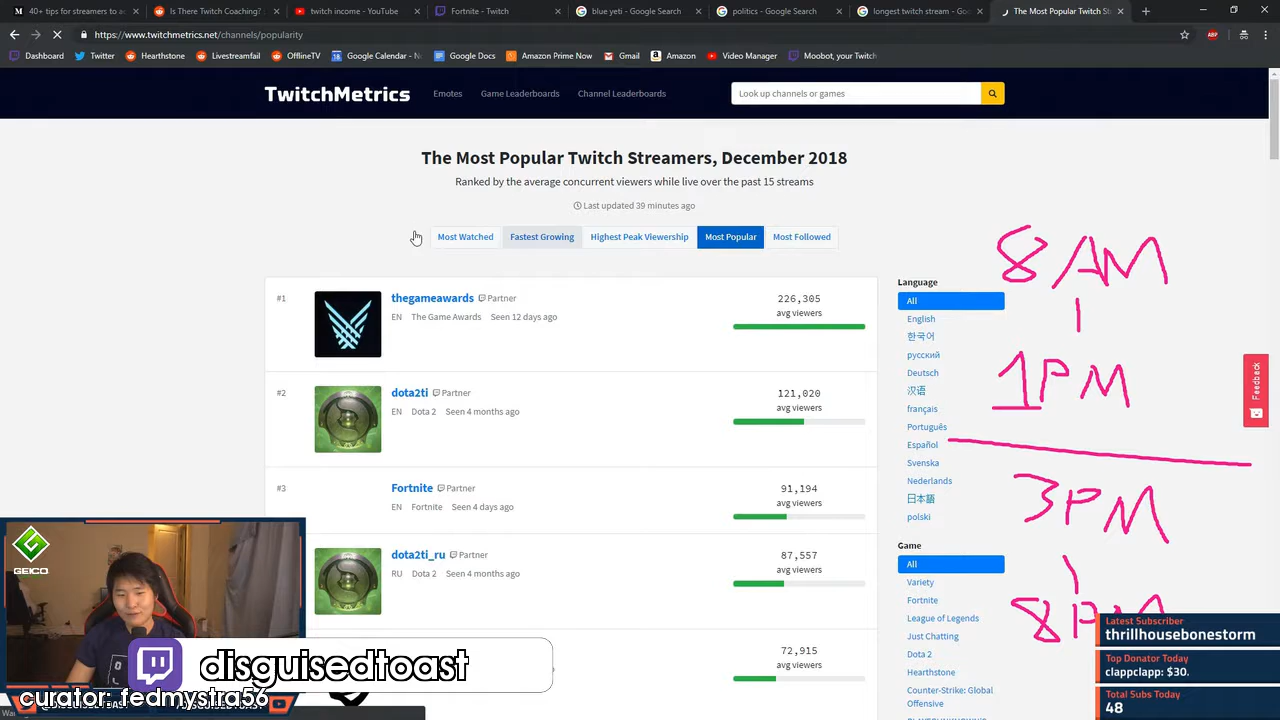 40+ tips for streamers to a
Is There Twitch Coaching?
twitch income - YouTube
Fortnite - Twitch
blue yeti - Google Search
politics - Google Search
longest twitch stream - Go
The Most Popular Twitch St
https://www.twitchmetrics.net/channels/popularity
Dashboard
Twitter
Hearthstone
Livestreamfail
OfflineTV
Google Calendar - N
Google Docs
Amazon Prime Now
Gmail
Amazon
Video Manager
Moobot, your Twitch
TwitchMetrics
Emotes
Game Leaderboards
Channel Leaderboards
Look up channels or games
The Most Popular Twitch Streamers, December 2018
Ranked by the average concurrent viewers while live over the past 15 streams
Last updated 39 minutes ago
Most Watched
Fastest Growing
Highest Peak Viewership
Most Popular
Most Followed
#1
thegameawards Partner
EN The Game Awards Seen 12 days ago
226,305
avg viewers
#2
dota2ti Partner
EN Dota 2 Seen 4 months ago
121,020
avg viewers
#3
Fortnite Partner
EN Fortnite Seen 4 days ago
91,194
avg viewers
dota2ti_ru Partner
RU Dota 2 Seen 4 months ago
87,557
avg viewers
72,915
avg viewers
Language
All
English
한국어
русский
Deutsch
汉语
français
Português
Español
Svenska
Nederlands
日本語
polski
Game
All
Variety
Fortnite
League of Legends
Just Chatting
Dota 2
Hearthstone
Counter-Strike: Global
Offensive
8 AM
1 PM
3 PM
8 PM
Feedback
GEICO
disguisedtoast
curator: tedmystra56
Latest Subscriber
thrillhousebonestorm
Top Donator Today
clappclapp: $30.
Total Subs Today
48